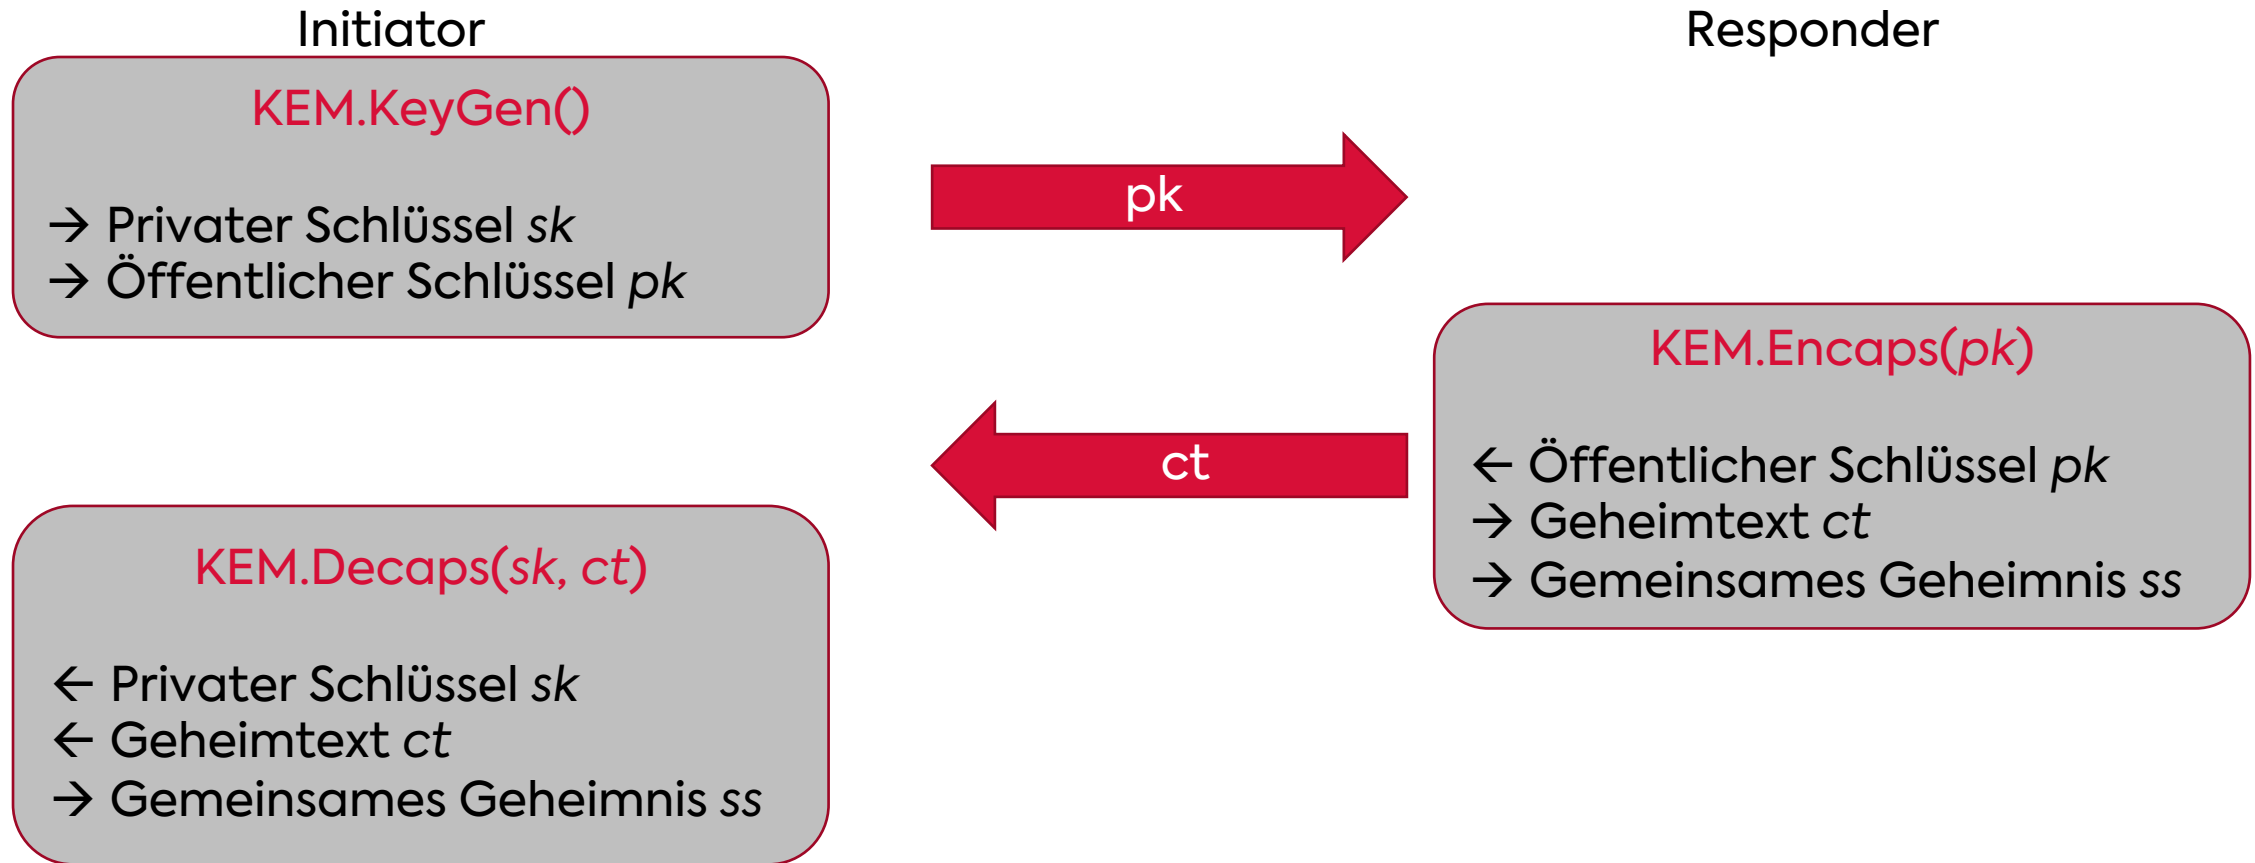 Initiator
Responder
KEM.KeyGen()
→ Privater Schlüssel sk
→ Öffentlicher Schlüssel pk
pk
KEM.Encaps(pk)
← Öffentlicher Schlüssel pk
→ Geheimtext ct
→ Gemeinsames Geheimnis ss
ct
KEM.Decaps(sk, ct)
← Privater Schlüssel sk
← Geheimtext ct
→ Gemeinsames Geheimnis ss